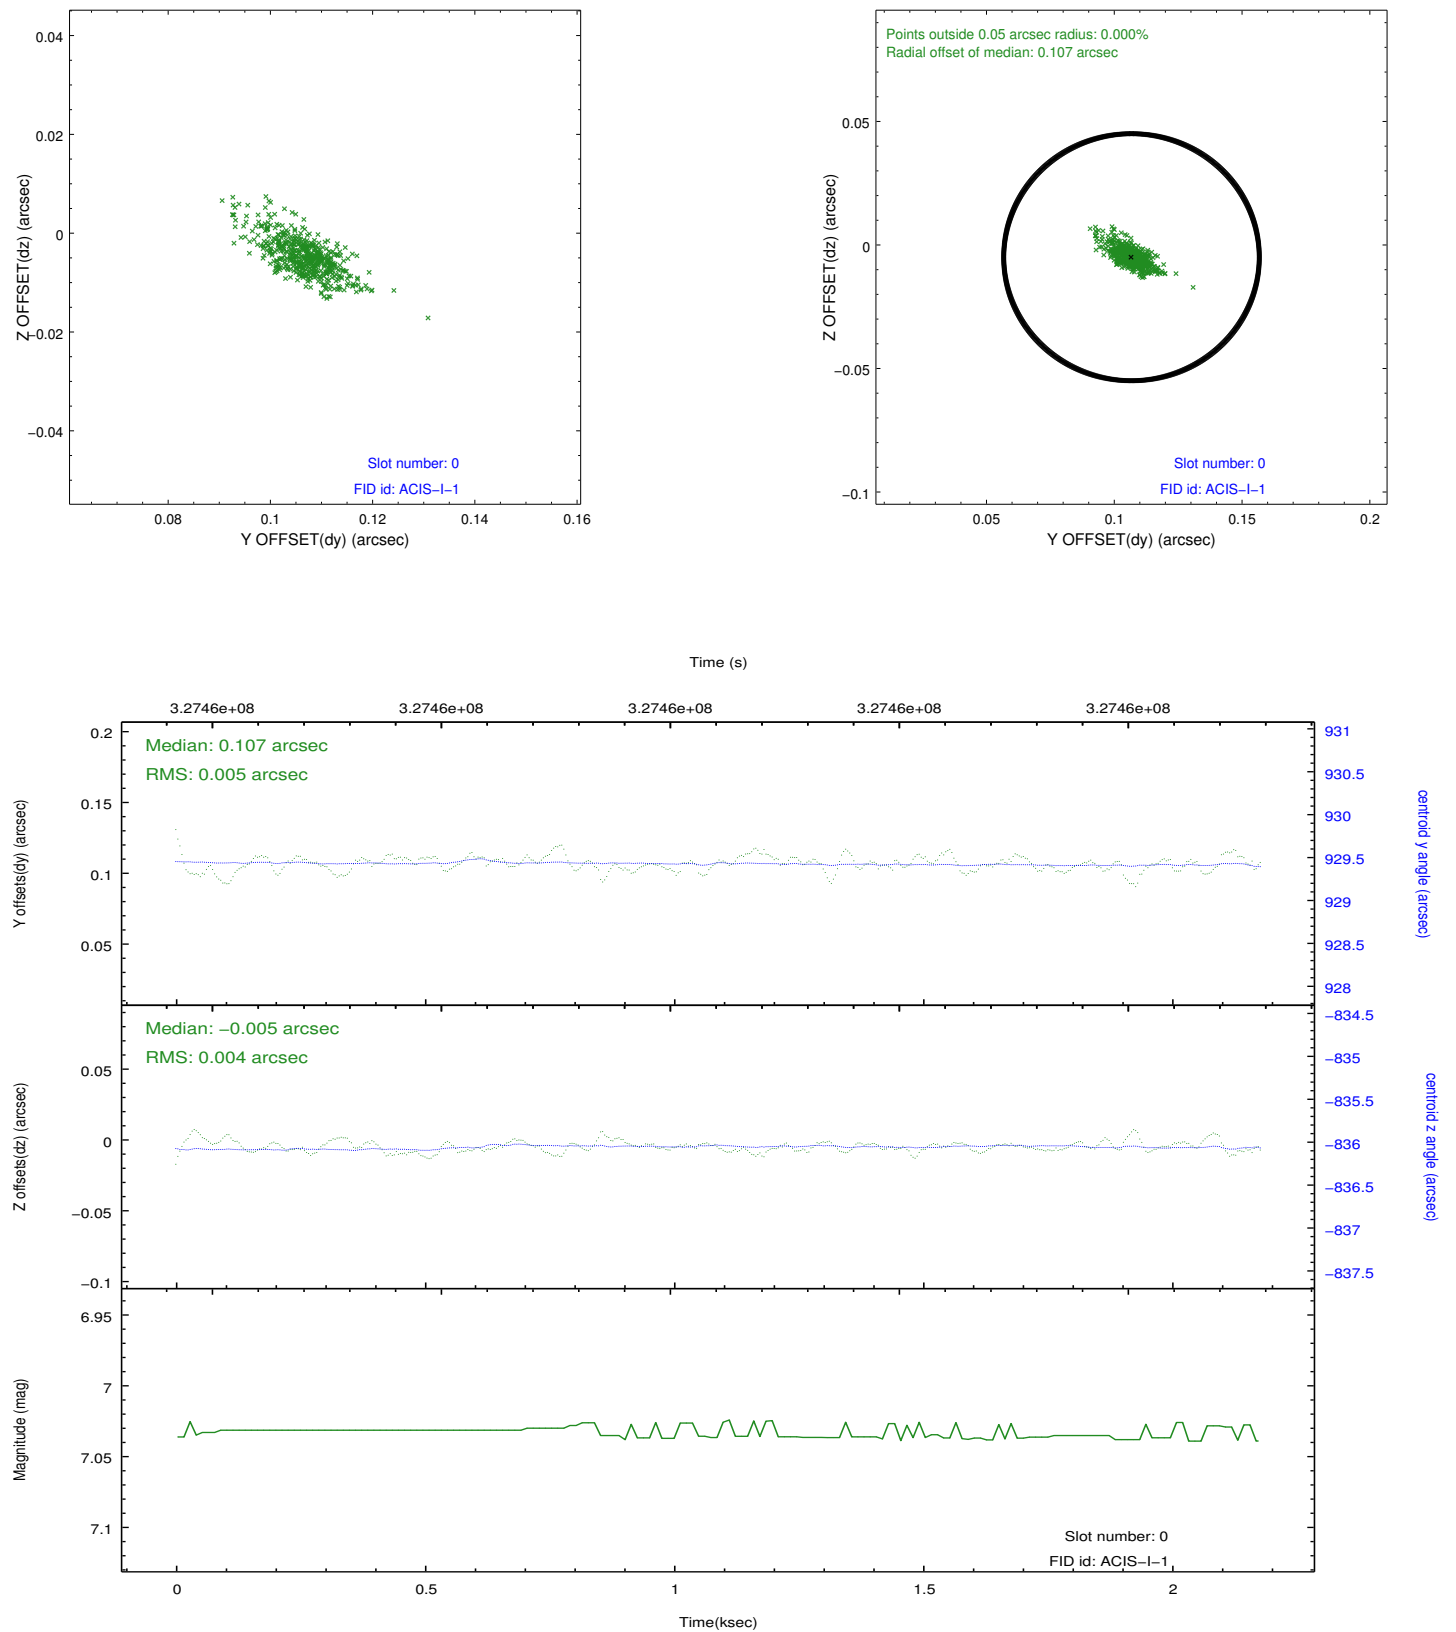 0.04
0.02
0
−0.02
−0.04
Z OFFSET(dz) (arcsec)
Slot number: 0
FID id: ACIS−I−1
0.08
0.1
0.12
0.14
0.16
Y OFFSET(dy) (arcsec)
Points outside 0.05 arcsec radius: 0.000%
Radial offset of median: 0.107 arcsec
0.05
0
−0.05
−0.1
Z OFFSET(dz) (arcsec)
Slot number: 0
FID id: ACIS−I−1
0.05
0.1
0.15
0.2
Y OFFSET(dy) (arcsec)
Time (s)
3.2746e+08
3.2746e+08
3.2746e+08
3.2746e+08
3.2746e+08
Median: 0.107 arcsec
RMS: 0.005 arcsec
0.2
0.15
0.1
0.05
Y offsets(dy) (arcsec)
931
930.5
930
929.5
929
928.5
928
centroid y angle (arcsec)
Median: −0.005 arcsec
RMS: 0.004 arcsec
0.05
0
−0.05
−0.1
Z offsets(dz) (arcsec)
−834.5
−835
−835.5
−836
−836.5
−837
−837.5
centroid z angle (arcsec)
6.95
7
7.05
7.1
Magnitude (mag)
Slot number: 0
FID id: ACIS−I−1
0
0.5
1
1.5
2
Time(ksec)